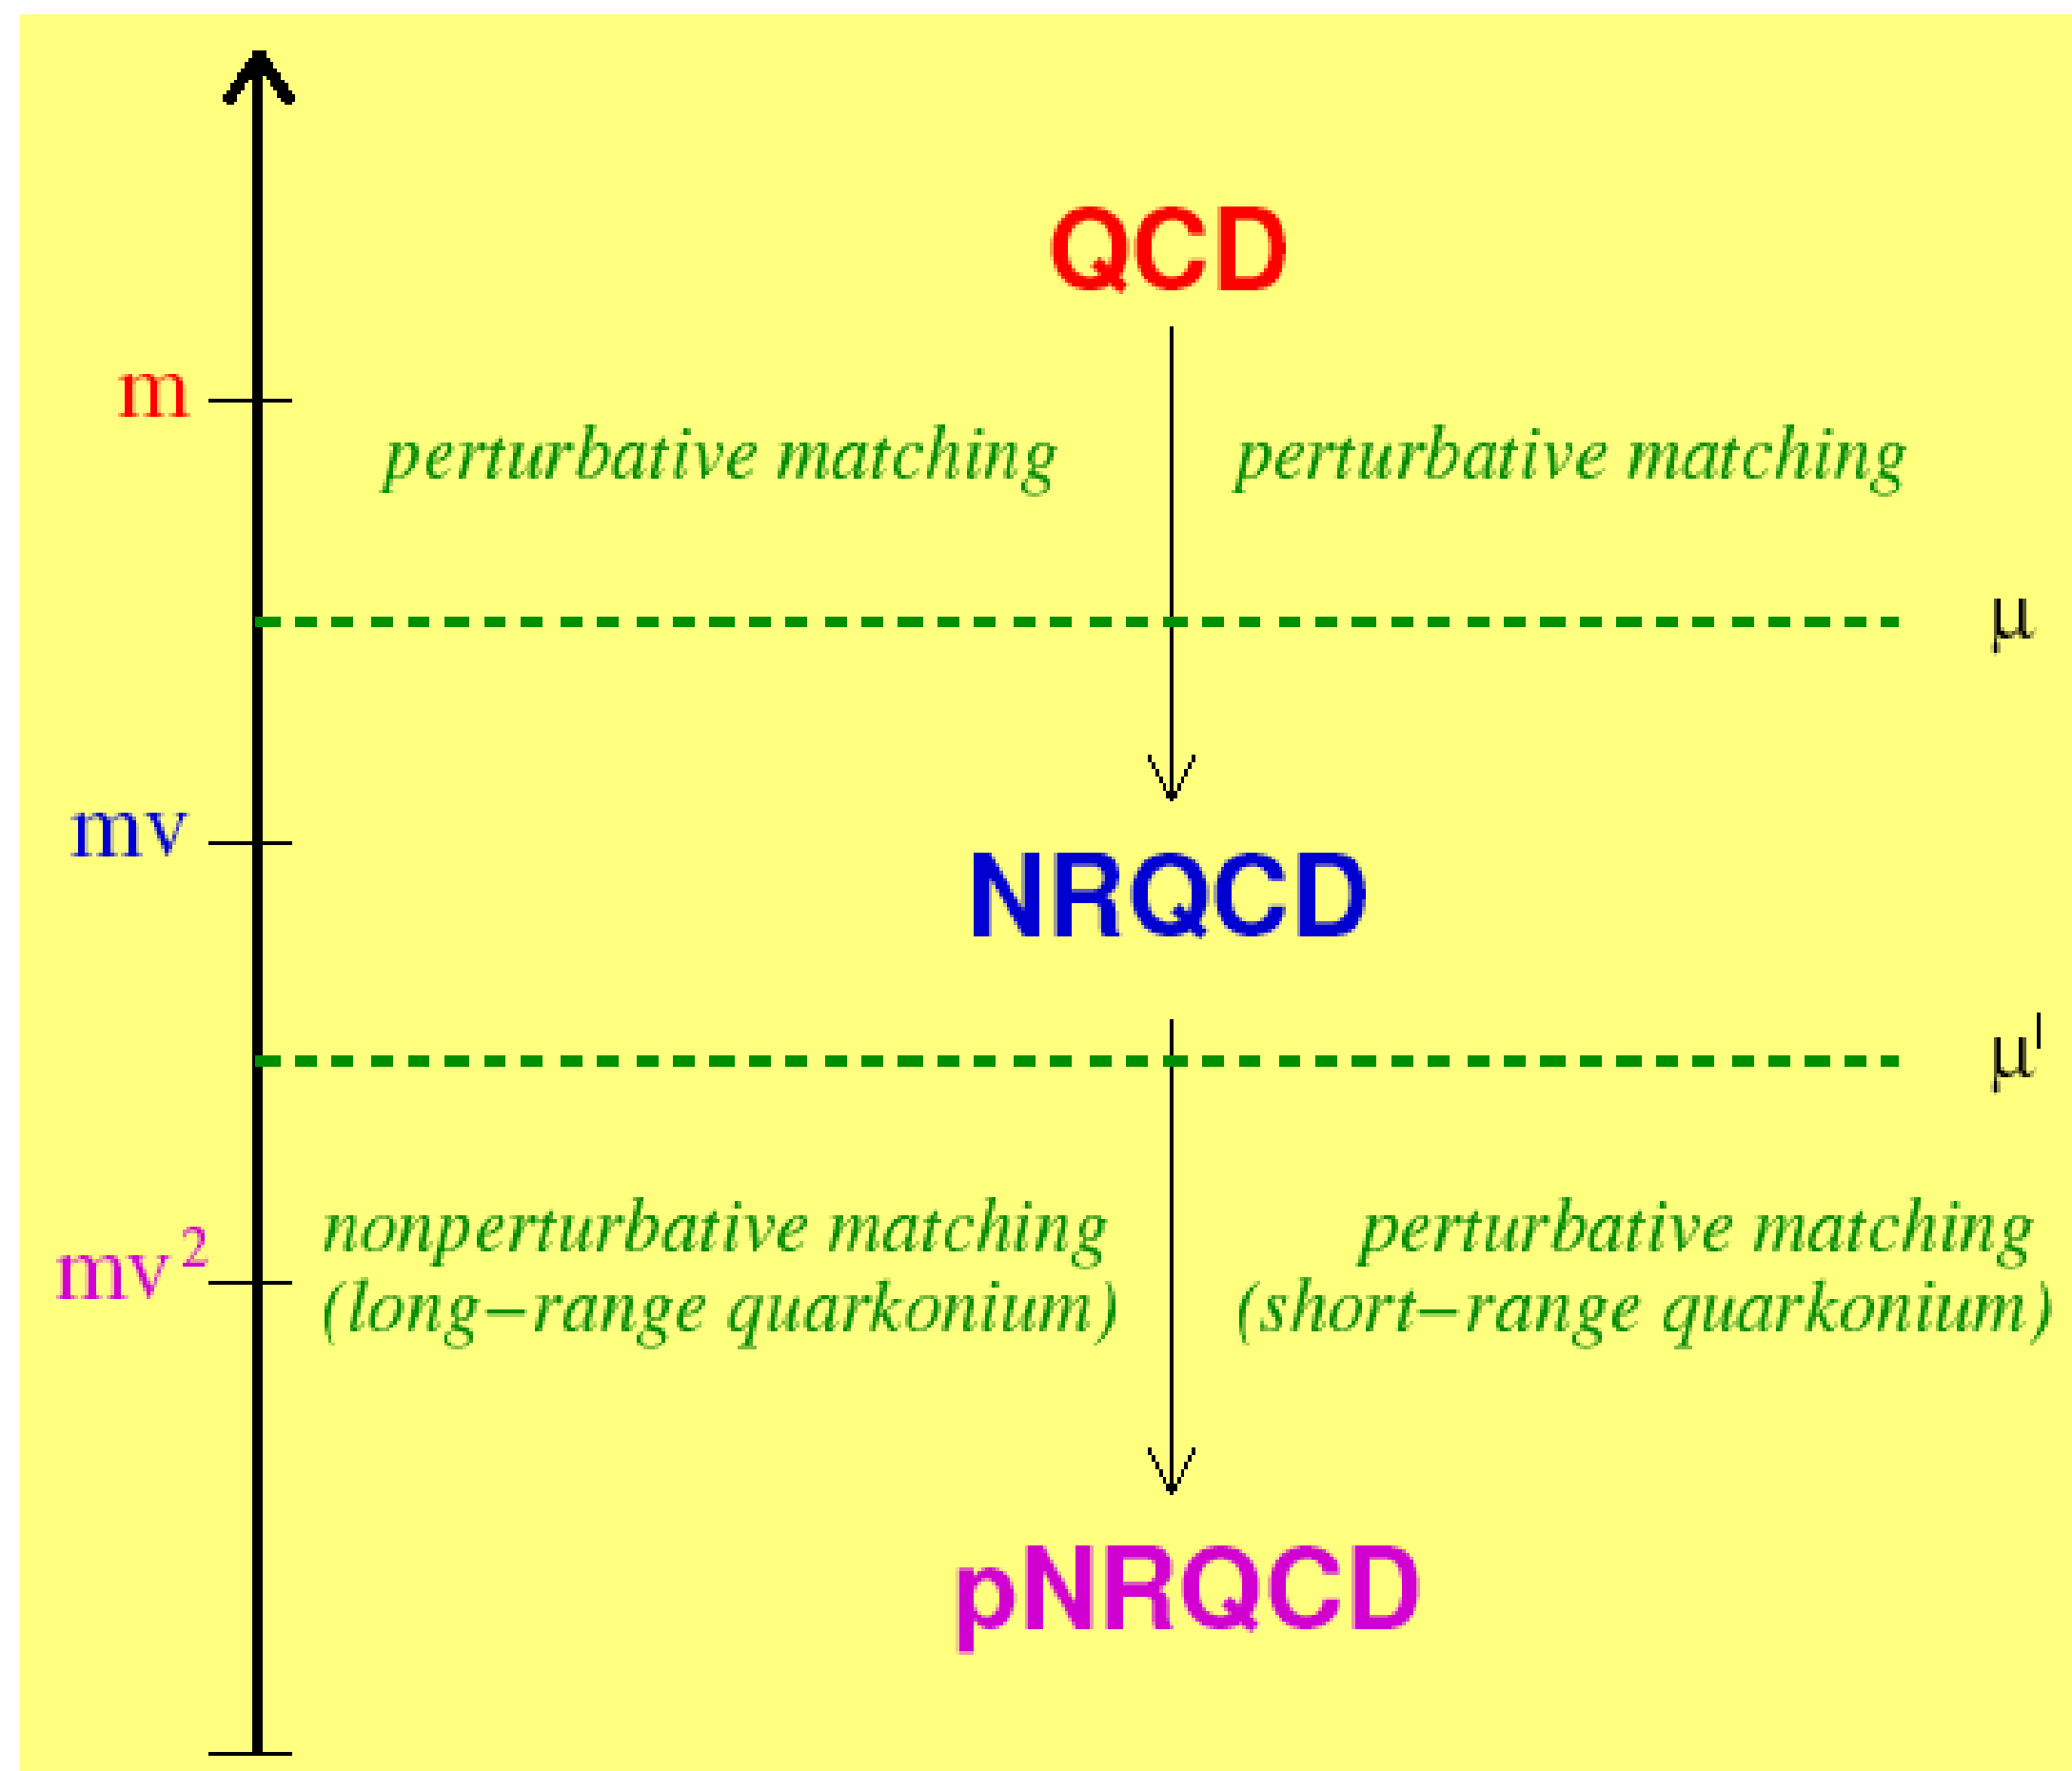 QCD
m
perturbative matching perturbative matching
μ
mv
NRQCD
μ'
nonperturbative matching perturbative matching
mv²
(long−range quarkonium) (short−range quarkonium)
pNRQCD